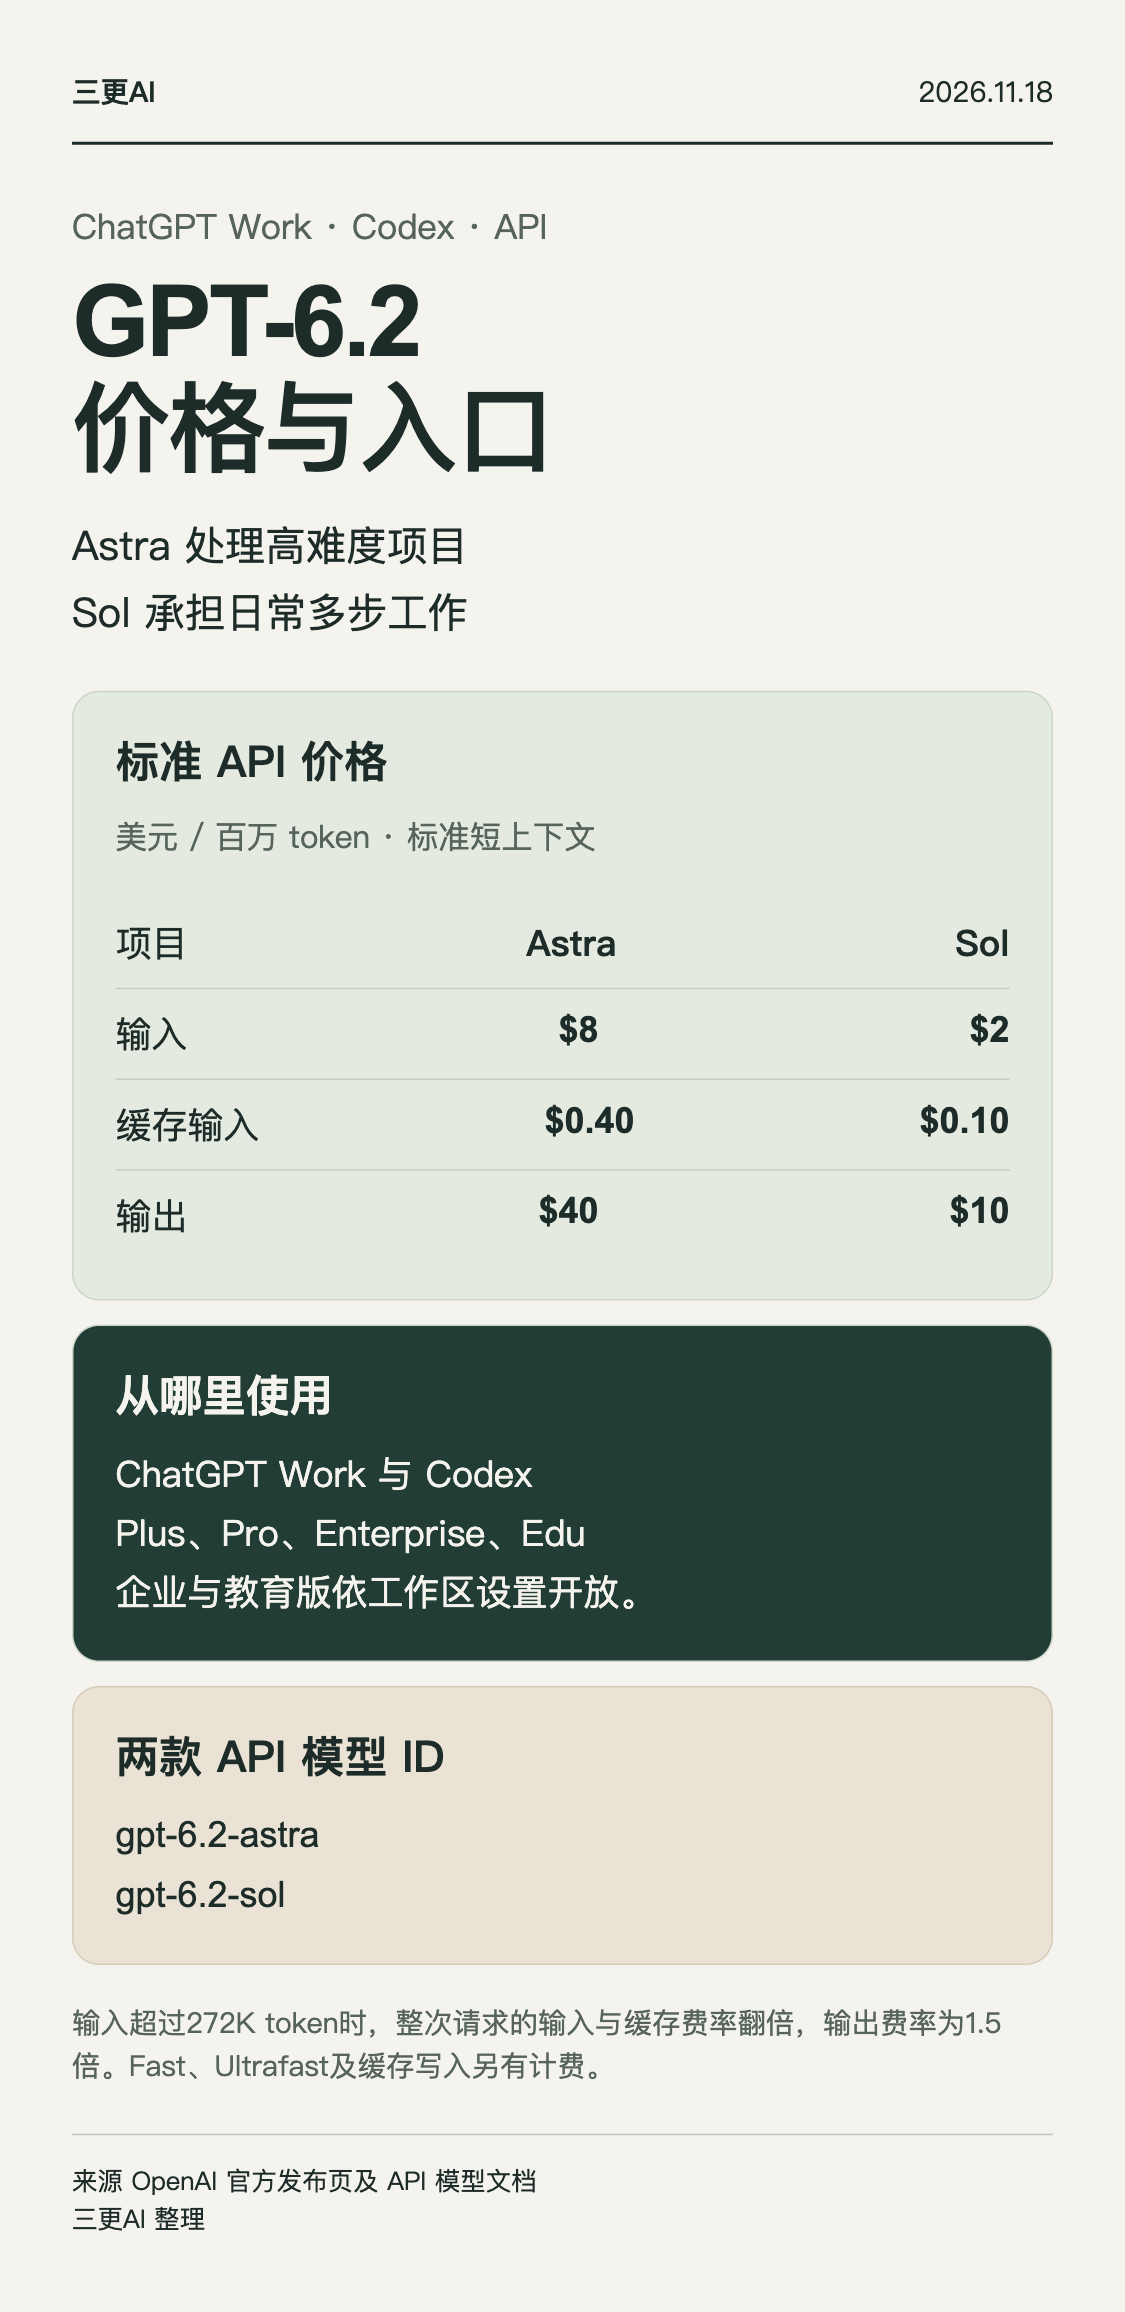 三更AI
2026.11.18
ChatGPT Work · Codex · API
GPT-6.2
价格与入口
Astra 处理高难度项目
Sol 承担日常多步工作
标准 API 价格
美元 / 百万 token · 标准短上下文
项目 Astra Sol
输入 $8 $2
缓存输入 $0.40 $0.10
输出 $40 $10
从哪里使用
ChatGPT Work 与 Codex
Plus、Pro、Enterprise、Edu
企业与教育版依工作区设置开放。
两款 API 模型 ID
gpt-6.2-astra
gpt-6.2-sol
输入超过272K token时，整次请求的输入与缓存费率翻倍，输出费率为1.5
倍。Fast、Ultrafast及缓存写入另有计费。
来源 OpenAI 官方发布页及 API 模型文档
三更AI 整理